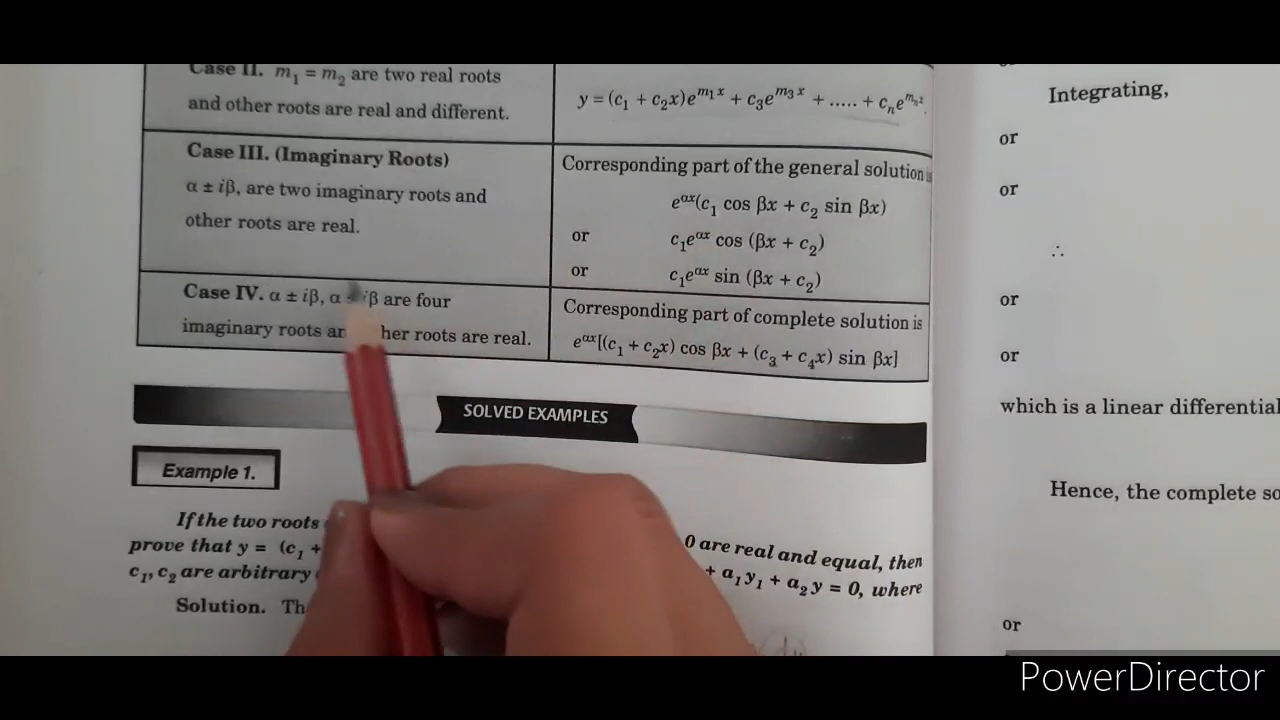 Case II. m₁ = m₂ are two real roots
and other roots are real and different.
y = (c₁ + c₂x)e^{m₁x} + c₃e^{m₃x} + ..... + cₙe^{mₙx}.
Case III. (Imaginary Roots)
α ± iβ, are two imaginary roots and
other roots are real.
Corresponding part of the general solution is
e^{αx}(c₁ cos βx + c₂ sin βx)
or c₁e^{αx} cos (βx + c₂)
or c₁e^{αx} sin (βx + c₂)
Case IV. α ± iβ, α ± iβ are four
imaginary roots her roots are real.
Corresponding part of complete solution is
e^{αx}[(c₁ + c₂x) cos βx + (c₃ + c₄x) sin βx]
SOLVED EXAMPLES
Example 1.
If the two roots 0 are real and equal, then
prove that y = (c₁ + + a₁y₁ + a₂y = 0, where
c₁, c₂ are arbitrary
Solution. Th
Integrating,
or
or
∴
or
or
which is a linear differential
Hence, the complete so
or
PowerDirector